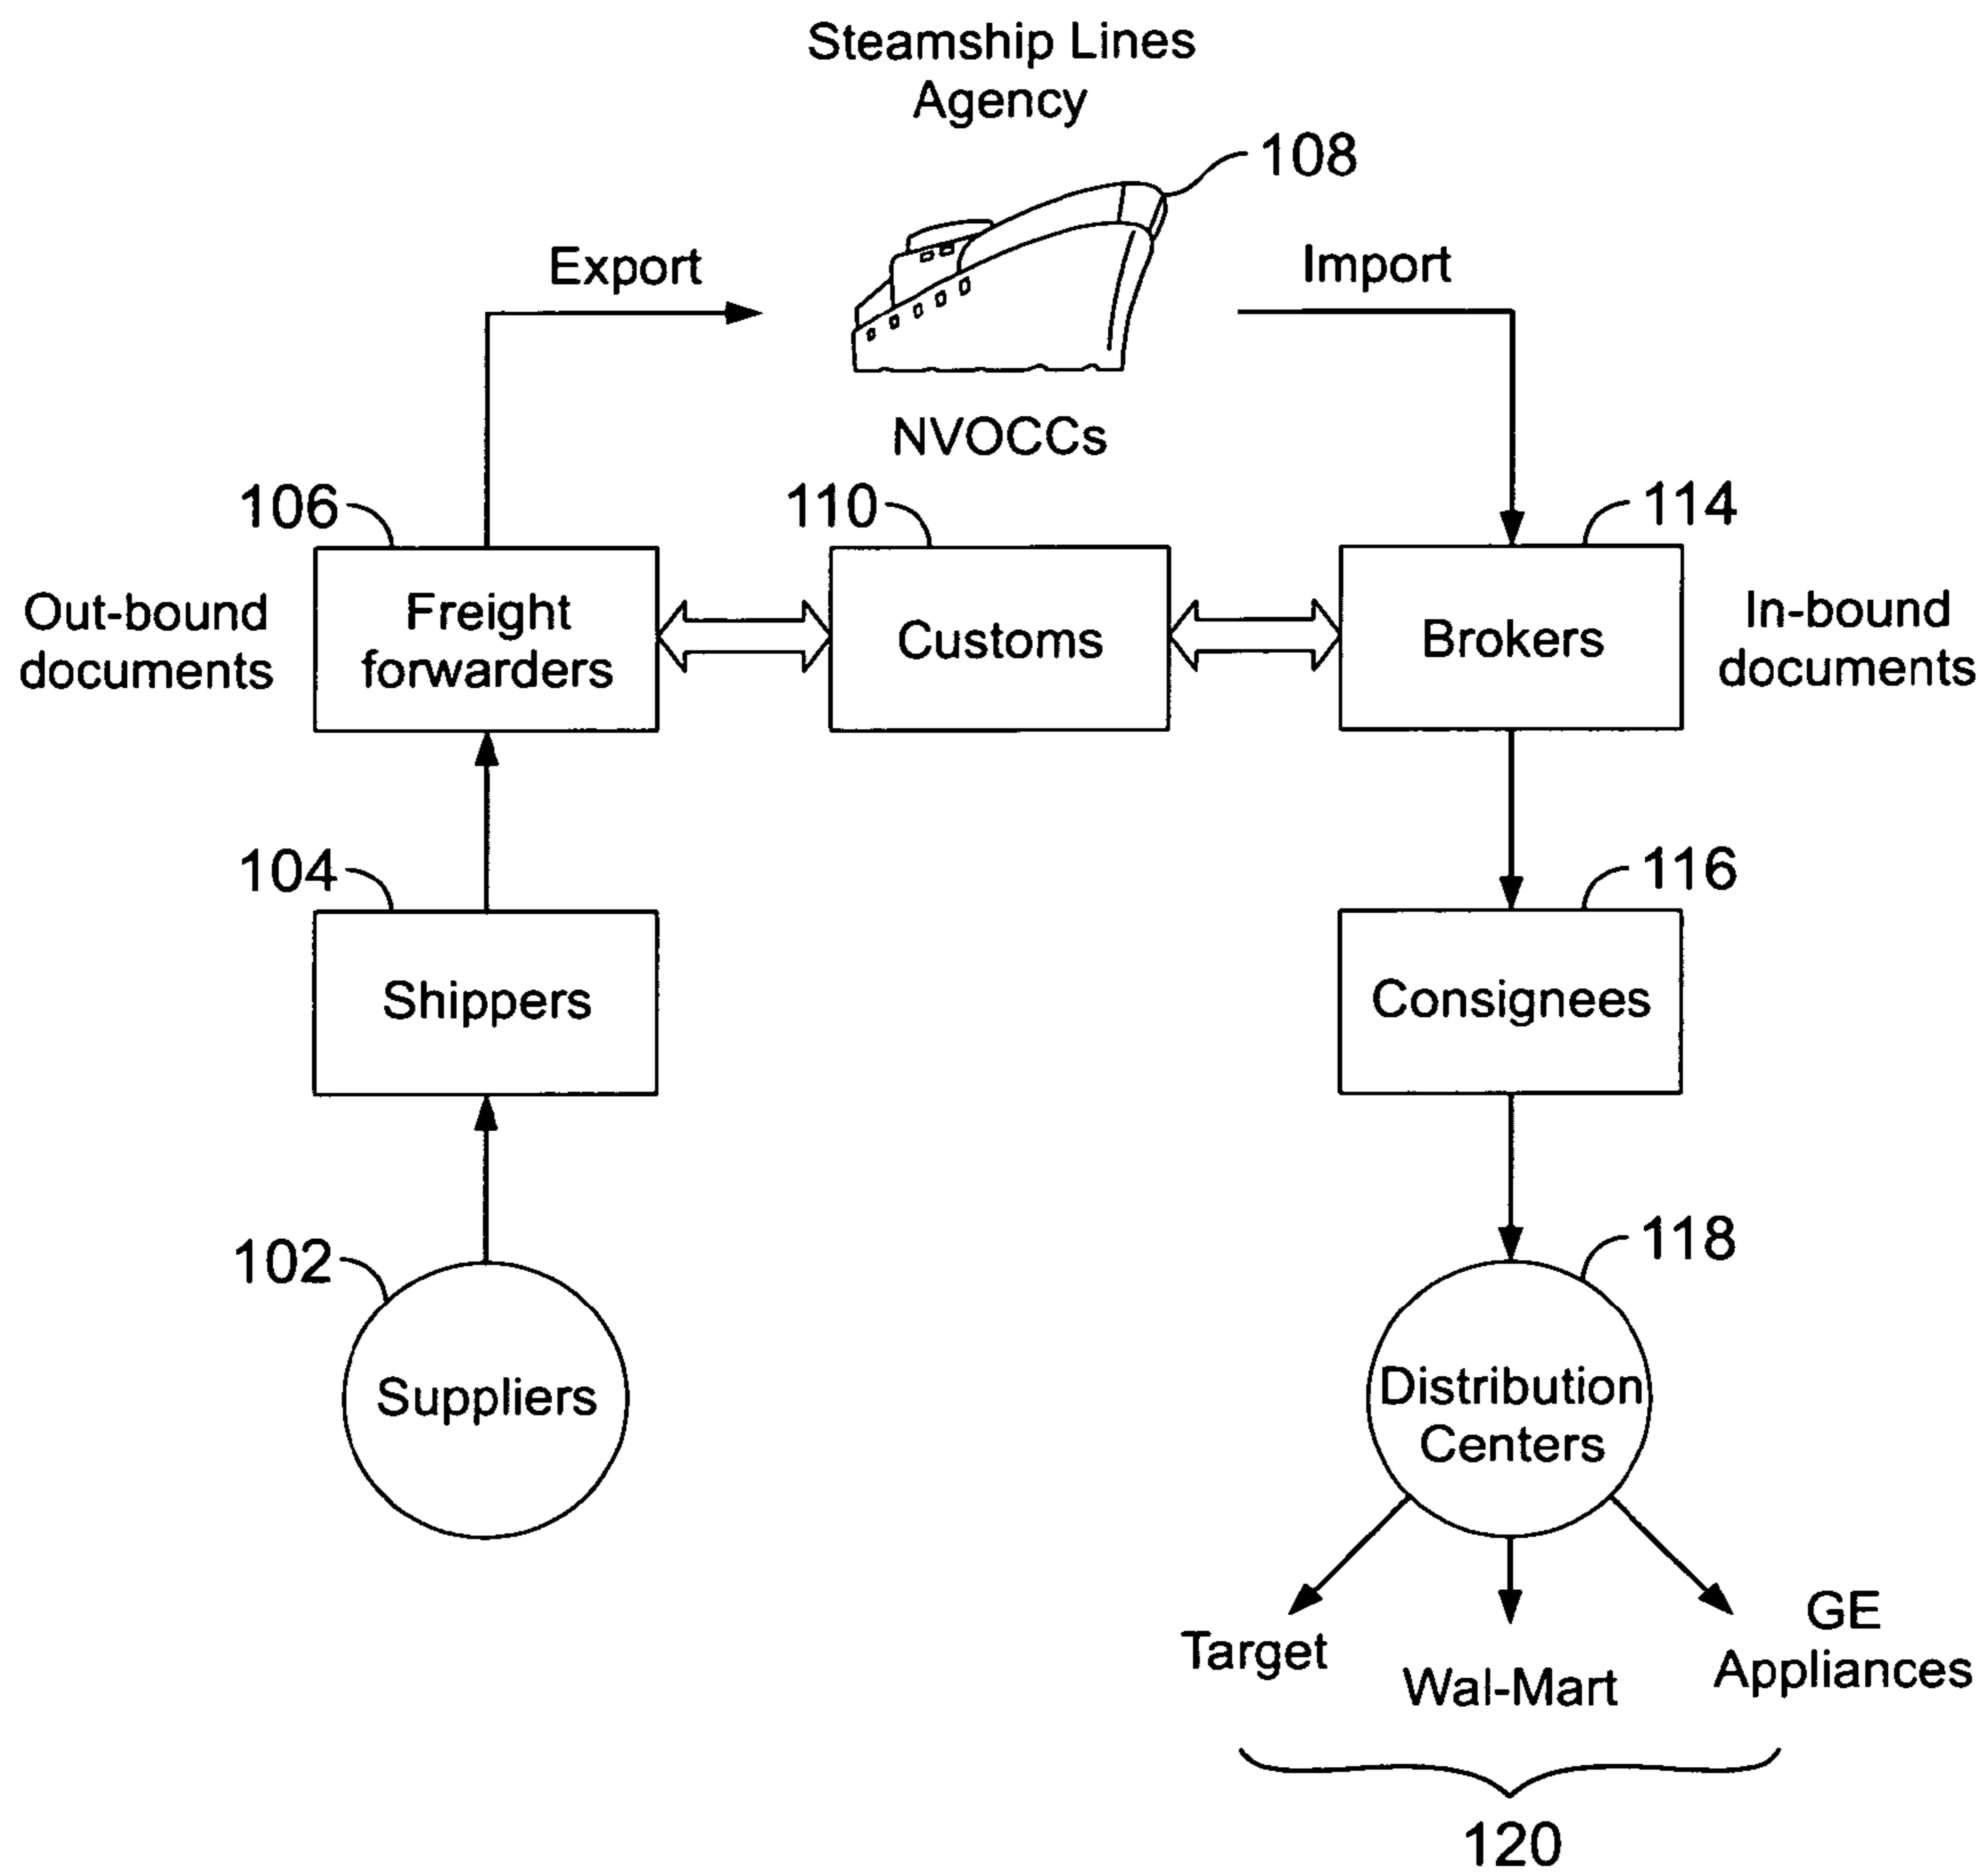 Steamship Lines
Agency
108
Export
Import
NVOCCs
106
110
114
Out-bound
documents
Freight
forwarders
Customs
Brokers
In-bound
documents
104
116
Shippers
Consignees
102
118
Suppliers
Distribution
Centers
Target
Wal-Mart
GE
Appliances
120